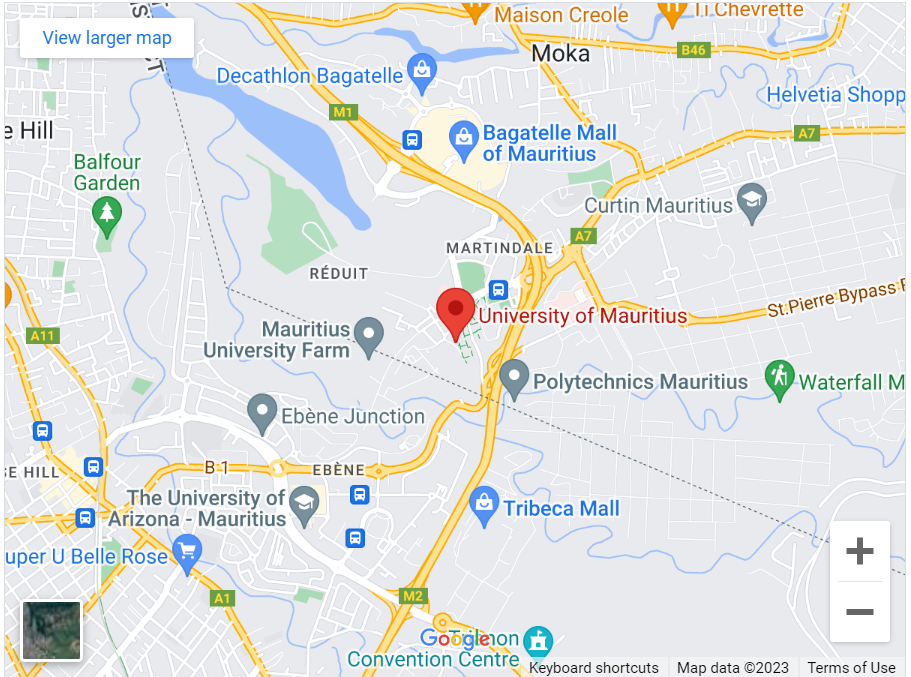 View larger map
Maison Creole
Ti Chevrette
Moka
B46
Decathlon Bagatelle
Helvetia Shopp
M1
A7
e Hill
Bagatelle Mall
of Mauritius
Balfour
Garden
Curtin Mauritius
A7
MARTINDALE
RÉDUIT
St.Pierre Bypass R
University of Mauritius
A11
Mauritius
University Farm
Polytechnics Mauritius
Waterfall M
Ebène Junction
SE HILL
B 1
EBÈNE
The University of
Arizona - Mauritius
Tribeca Mall
uper U Belle Rose
A1
M2
Google
Trianon
Convention Centre
Keyboard shortcuts
Map data ©2023
Terms of Use